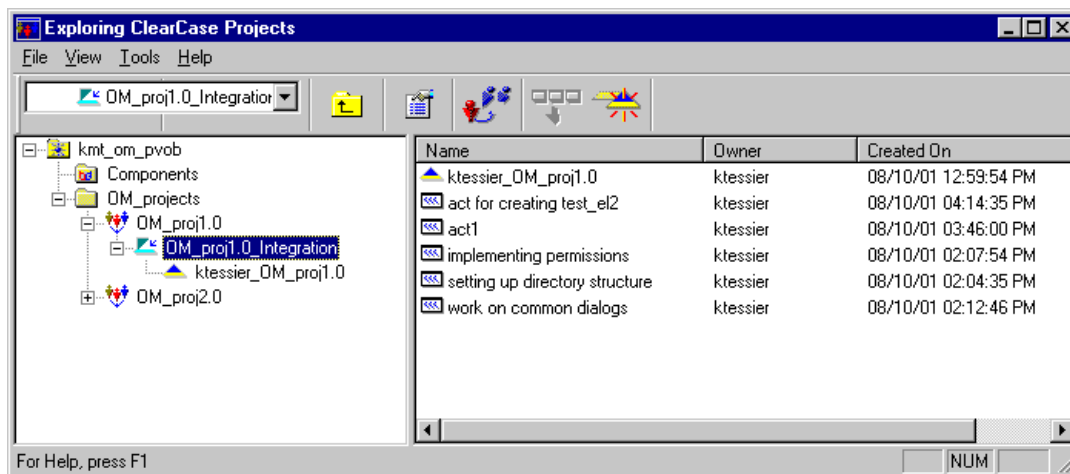 Exploring ClearCase Projects
File View Tools Help
OM_proj1.0_Integration
kmt_om_pvob
Components
OM_projects
OM_proj1.0
OM_proj1.0_Integration
ktessier_OM_proj1.0
OM_proj2.0
Name Owner Created On
ktessier_OM_proj1.0 ktessier 08/10/01 12:59:54 PM
act for creating test_el2 ktessier 08/10/01 04:14:35 PM
act1 ktessier 08/10/01 03:46:00 PM
implementing permissions ktessier 08/10/01 02:07:54 PM
setting up directory structure ktessier 08/10/01 02:04:35 PM
work on common dialogs ktessier 08/10/01 02:12:46 PM
For Help, press F1 NUM